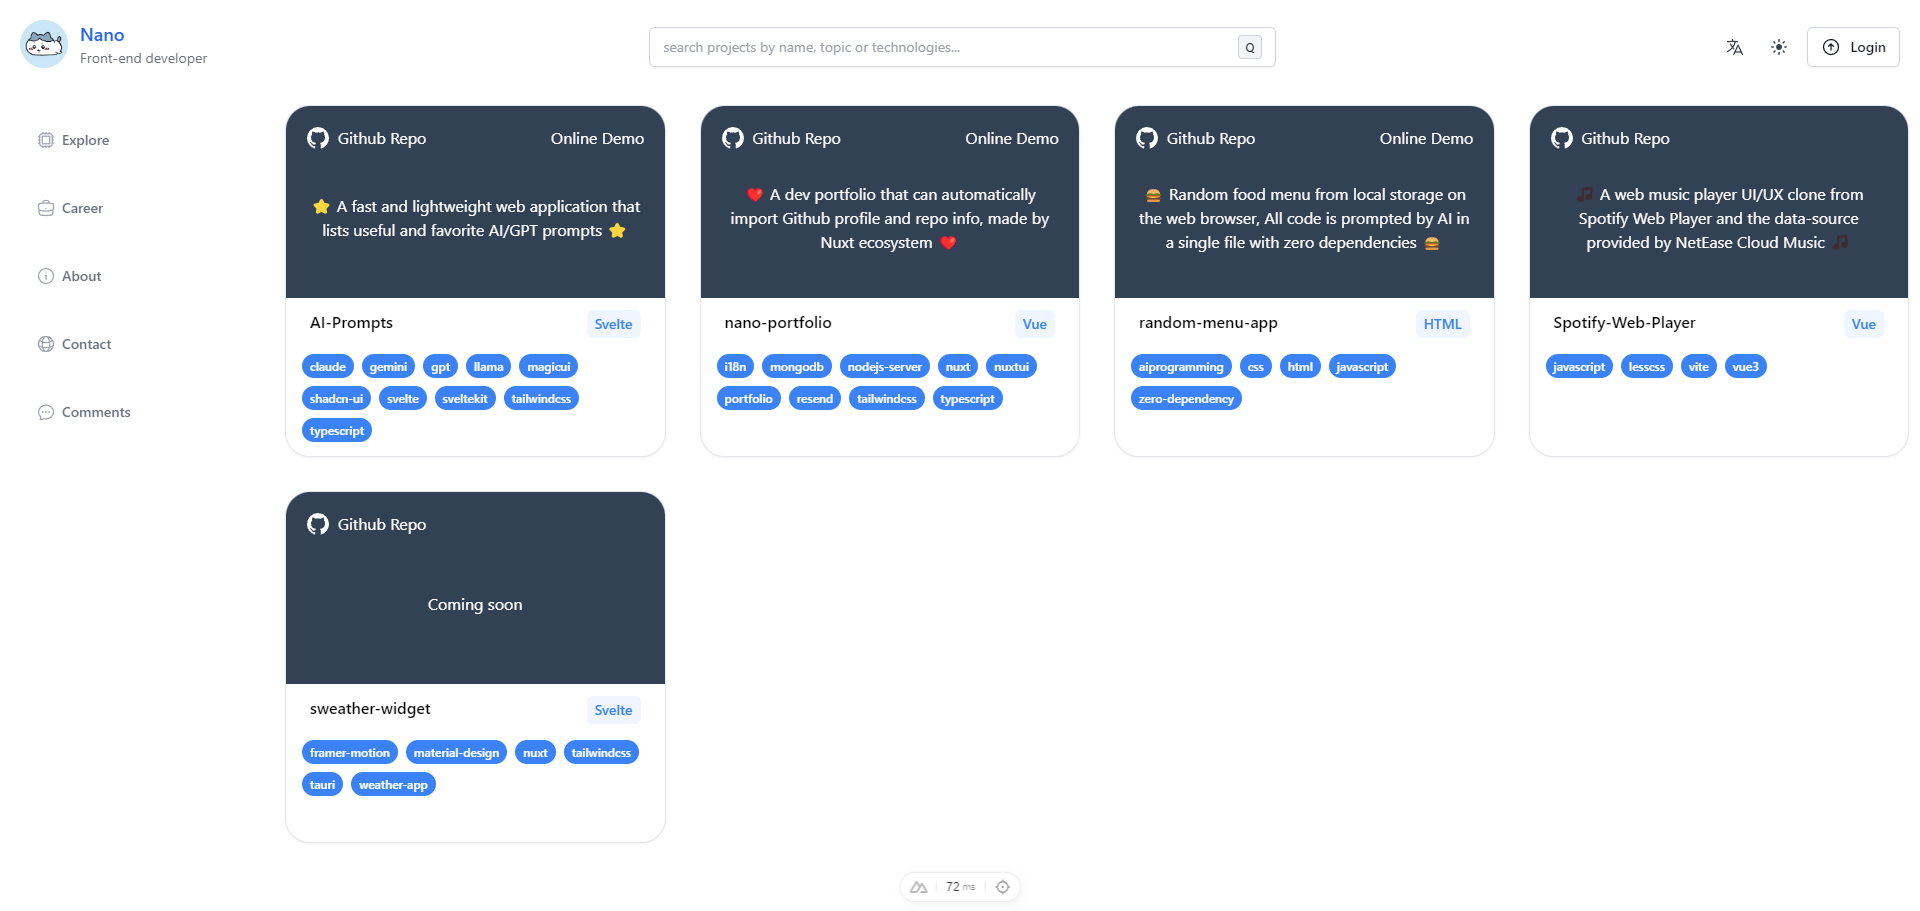 Nano
Front-end developer
search projects by name, topic or technologies...
Q
Login
Explore
Career
About
Contact
Comments
Github Repo
Online Demo
⭐ A fast and lightweight web application that
lists useful and favorite AI/GPT prompts ⭐
AI-Prompts
Svelte
claude gemini gpt llama magicui
shadcn-ui svelte sveltekit tailwindcss
typescript
Github Repo
Online Demo
❤️ A dev portfolio that can automatically
import Github profile and repo info, made by
Nuxt ecosystem ❤️
nano-portfolio
Vue
i18n mongodb nodejs-server nuxt nuxtui
portfolio resend tailwindcss typescript
Github Repo
Online Demo
🍔 Random food menu from local storage on
the web browser, All code is prompted by AI in
a single file with zero dependencies 🍔
random-menu-app
HTML
aiprogramming css html javascript
zero-dependency
Github Repo
🎵 A web music player UI/UX clone from
Spotify Web Player and the data-source
provided by NetEase Cloud Music 🎵
Spotify-Web-Player
Vue
javascript lesscss vite vue3
Github Repo
Coming soon
sweather-widget
Svelte
framer-motion material-design nuxt tailwindcss
tauri weather-app
72 ms